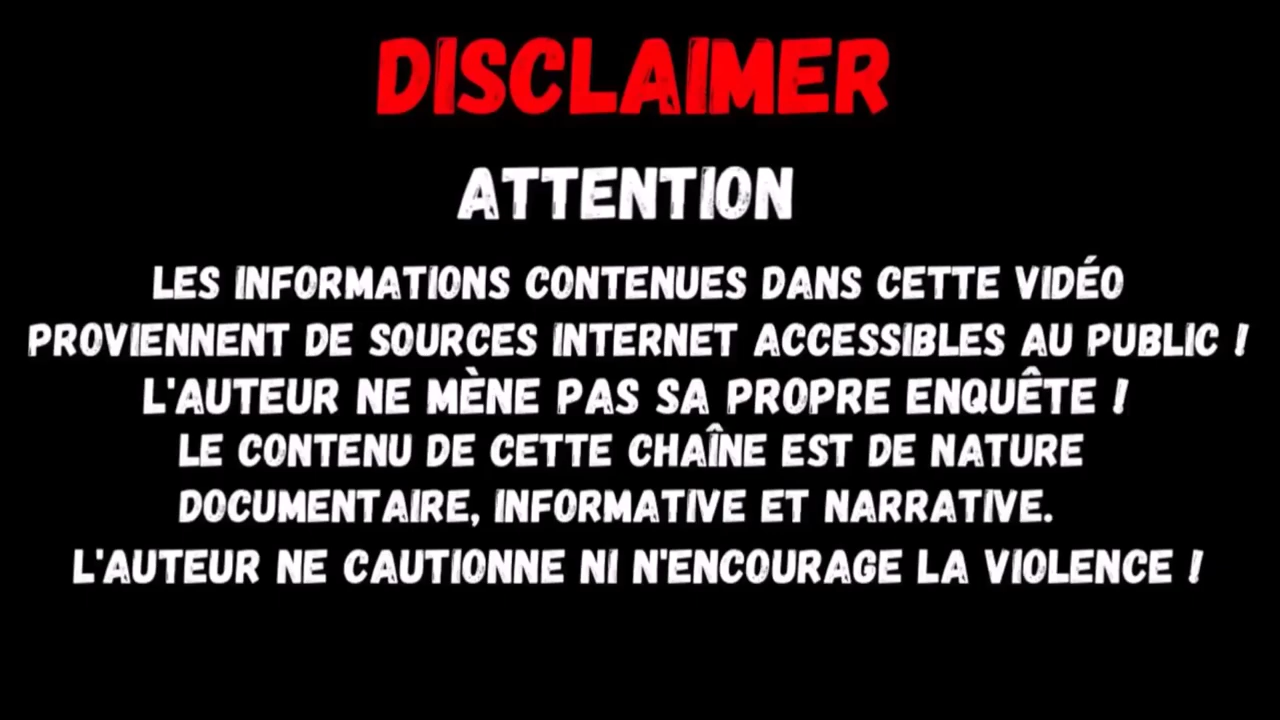 DISCLAIMER
ATTENTION
LES INFORMATIONS CONTENUES DANS CETTE VIDÉO
PROVIENNENT DE SOURCES INTERNET ACCESSIBLES AU PUBLIC !
L'AUTEUR NE MÈNE PAS SA PROPRE ENQUÊTE !
LE CONTENU DE CETTE CHAÎNE EST DE NATURE
DOCUMENTAIRE, INFORMATIVE ET NARRATIVE.
L'AUTEUR NE CAUTIONNE NI N'ENCOURAGE LA VIOLENCE !